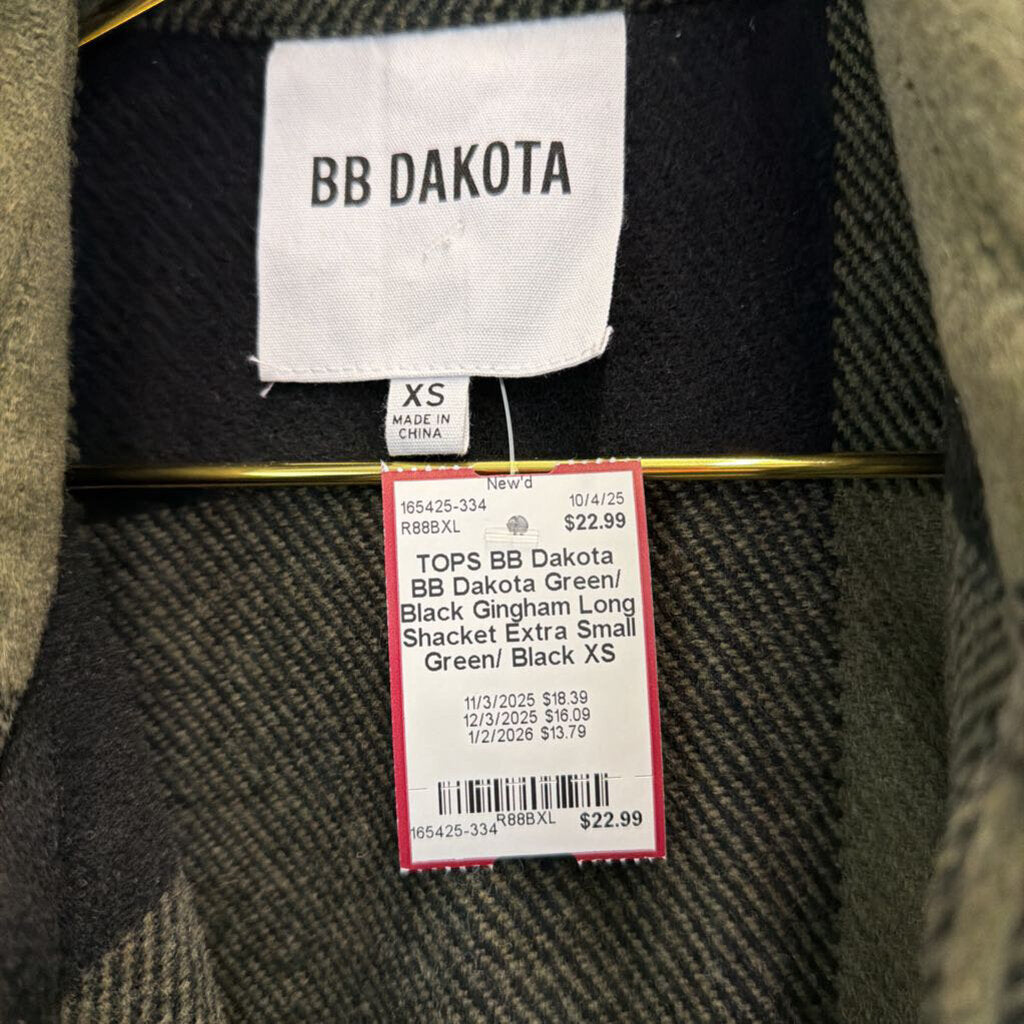 BB DAKOTA
XS
MADE IN
CHINA
New'd
165425-334 10/4/25
R88BXL $22.99
TOPS BB Dakota
BB Dakota Green/
Black Gingham Long
Shacket Extra Small
Green/ Black XS
11/3/2025 $18.39
12/3/2025 $16.09
1/2/2026 $13.79
165425-334 R88BXL $22.99